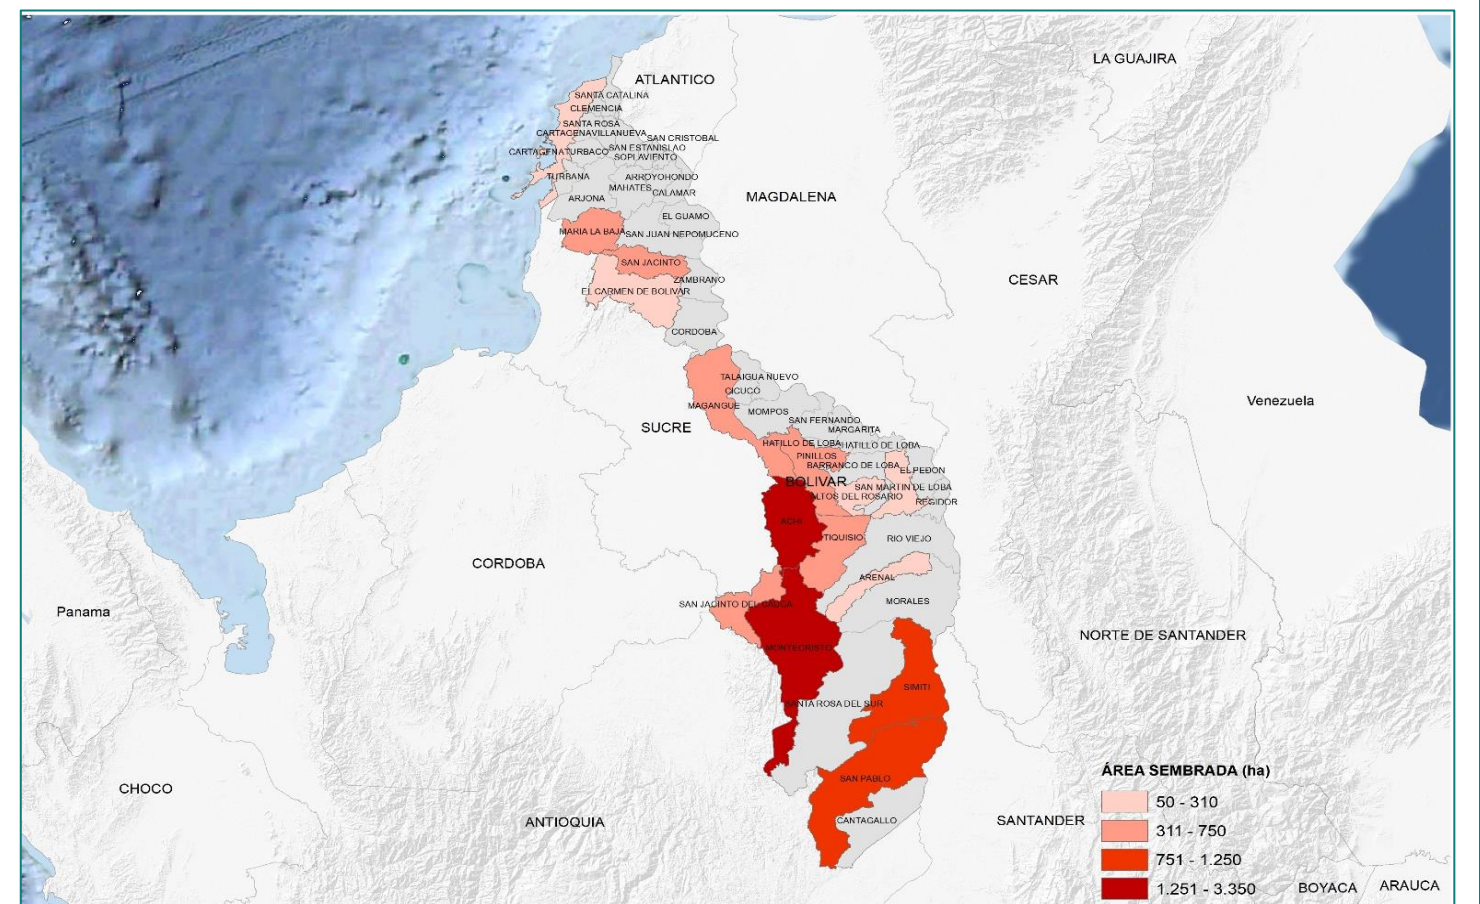 LA GUAJIRA
ATLANTICO
SANTA CATALINA
CLEMENCIA
SANTA ROSA
CARTAGENA VILLANUEVA
SAN CRISTOBAL
SAN ESTANISLAO
CARTAGENA TURBACO
SOPLAVIENTO
TURBANA
ARROYOHONDO
MAHATES
CALAMAR
ARJONA
MAGDALENA
EL GUAMO
MARIA LA BAJA
SAN JUAN NEPOMUCENO
SAN JACINTO
ZAMBRANO
CESAR
EL CARMEN DE BOLIVAR
CORDOBA
TALAIGUA NUEVO
CICUCO
Venezuela
MAGANGUE
MOMPOS
SAN FERNANDO
SUCRE
MARGARITA
HATILLO DE LOBA
HATILLO DE LOBA
PINILLOS
BARRANCO DE LOBA
EL PEÐON
BOLIVAR
SAN MARTIN DE LOBA
ALTOS DEL ROSARIO
REGIDOR
ACHI
TIQUISIO
RIO VIEJO
CORDOBA
ARENAL
SAN JACINTO DEL CAUCA
MORALES
Panama
NORTE DE SANTANDER
MONTECRISTO
SIMITI
SANTA ROSA DEL SUR
ÁREA SEMBRADA (ha)
SAN PABLO
CHOCO
50 - 310
ANTIOQUIA
CANTAGALLO
SANTANDER
311 - 750
751 - 1.250
1.251 - 3.350
BOYACA
ARAUCA